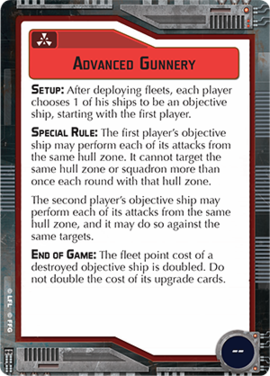 ADVANCED GUNNERY
SETUP: After deploying fleets, each player
chooses 1 of his ships to be an objective
ship, starting with the first player.
SPECIAL RULE: The first player's objective
ship may perform each of its attacks from
the same hull zone. It cannot target the
same hull zone or squadron more than
once each round with that hull zone.
The second player's objective ship may
perform each of its attacks from the same
hull zone, and it may do so against the
same targets.
END OF GAME: The fleet point cost of a
destroyed objective ship is doubled. Do
not double the cost of its upgrade cards.
© LFL © FFG
--